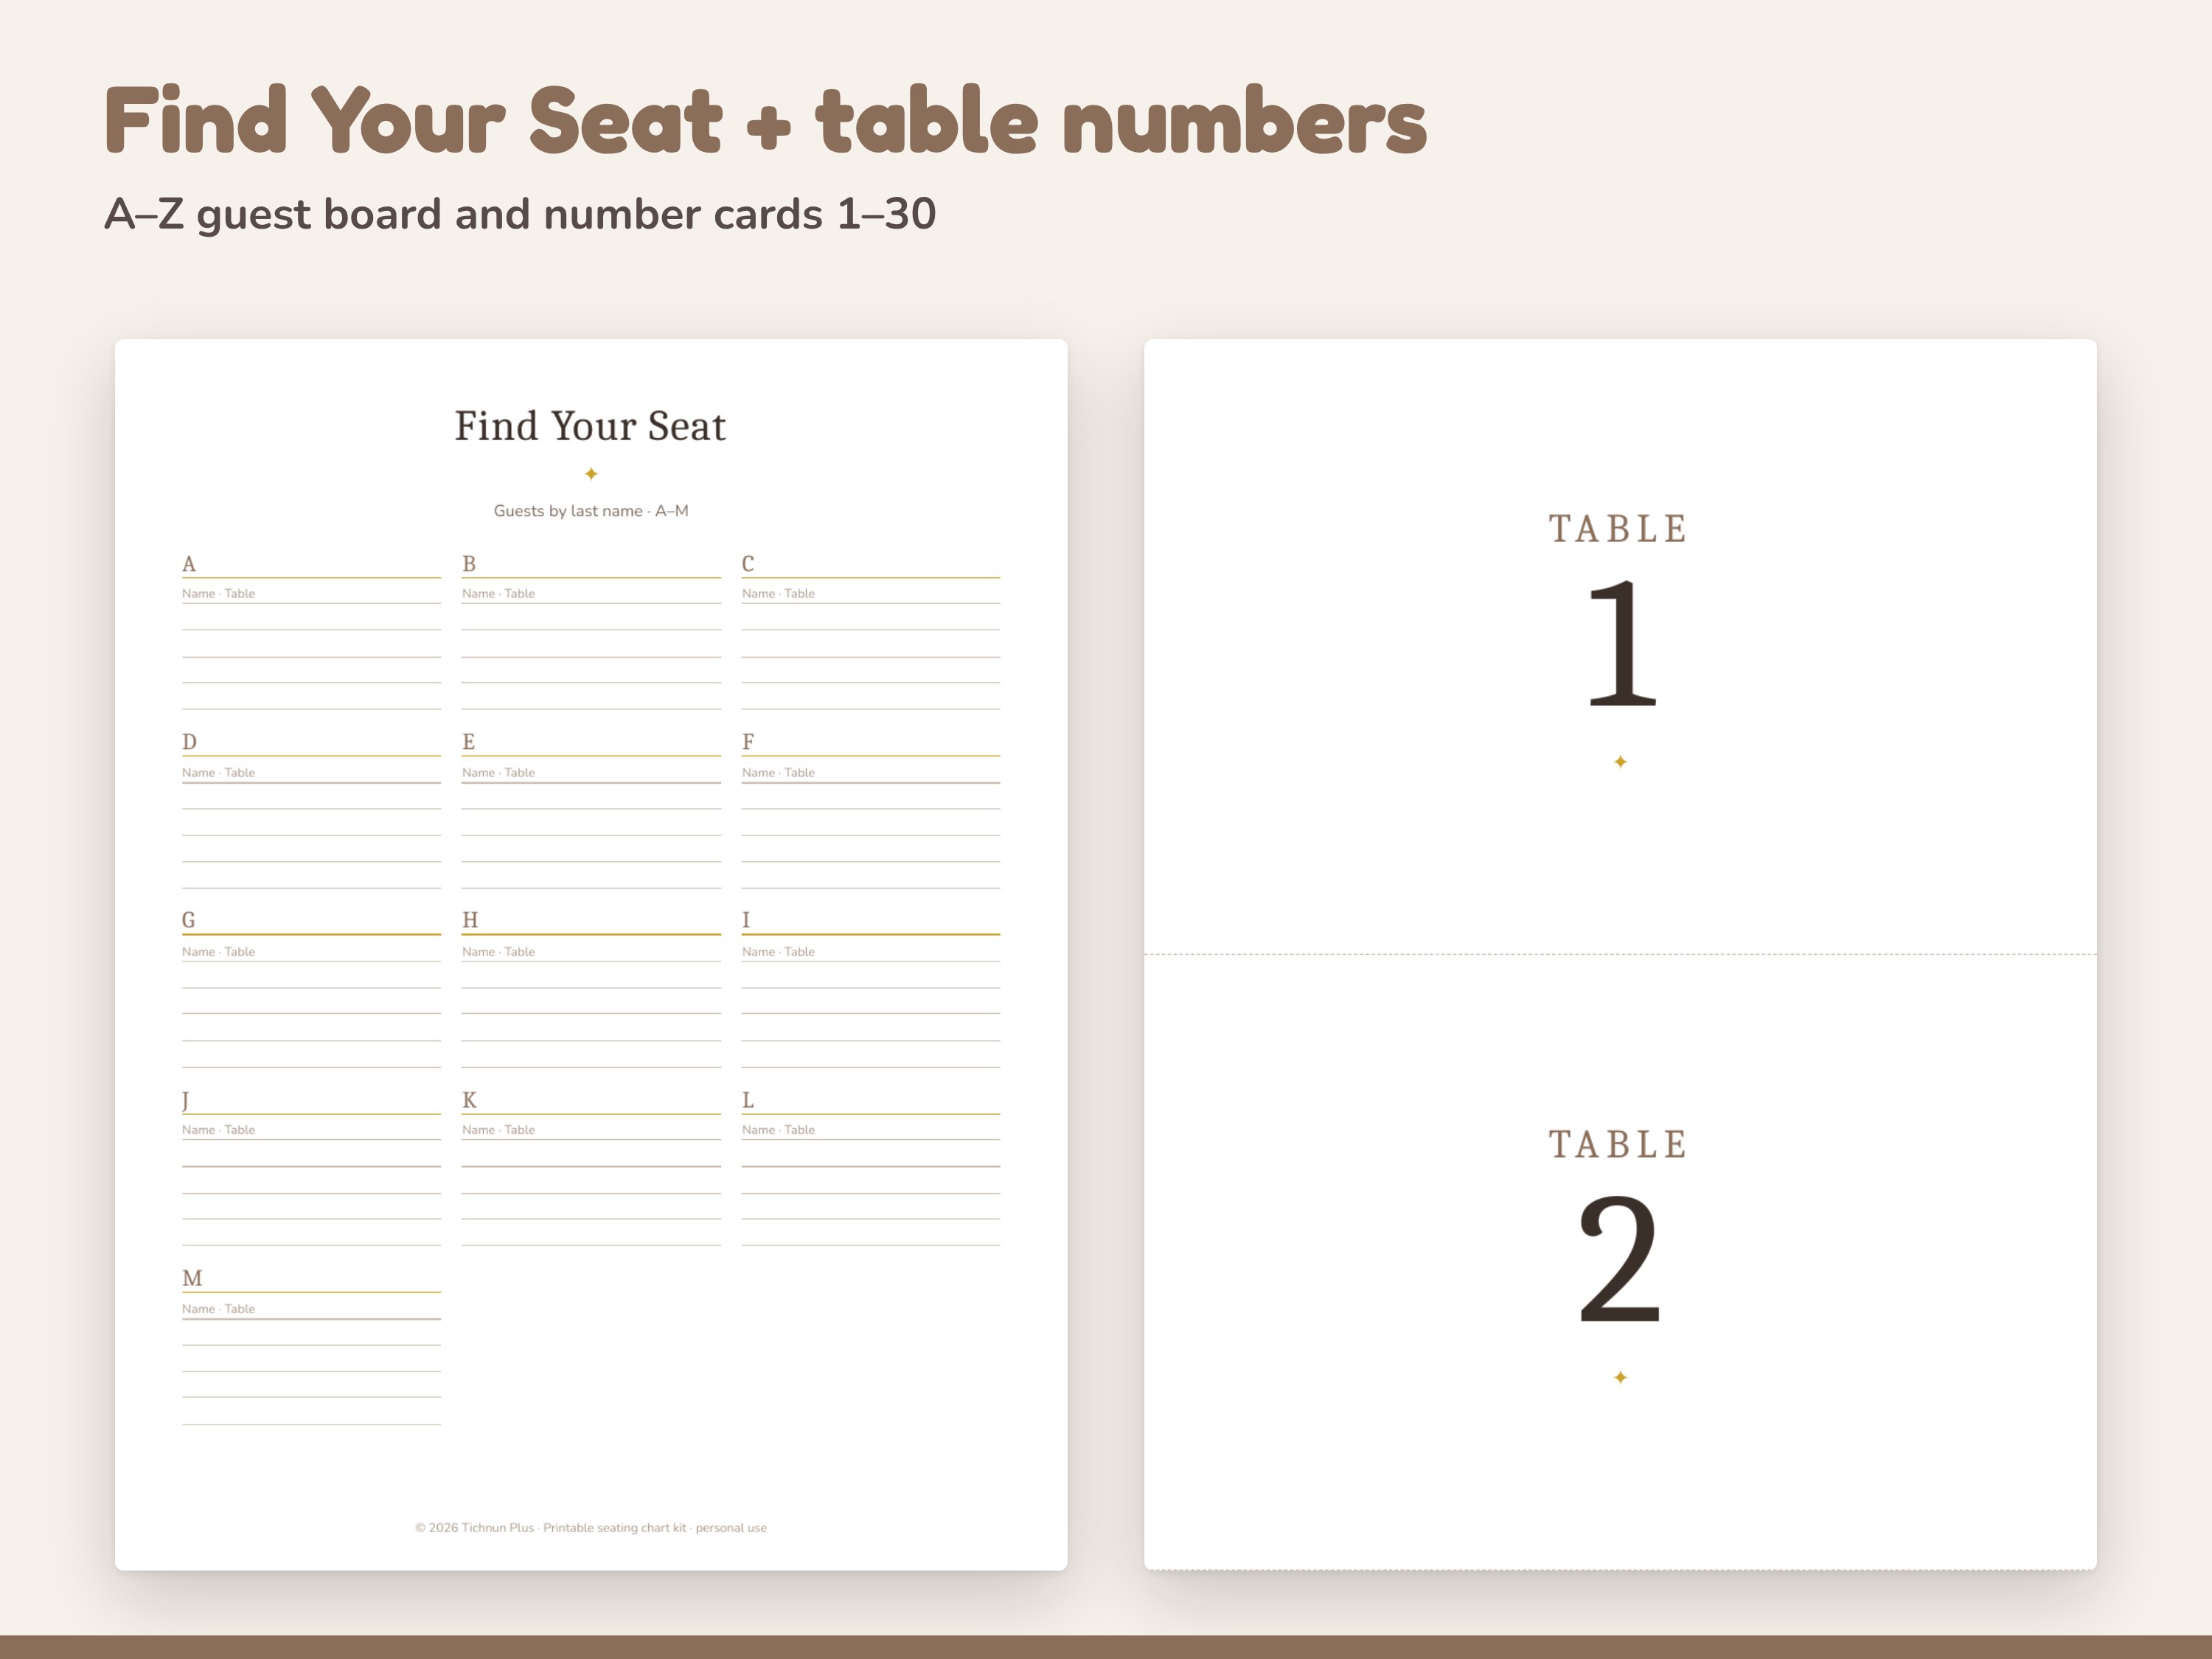 Find Your Seat + table numbers
A–Z guest board and number cards 1–30
Find Your Seat
Guests by last name · A–M
A B C
Name · Table Name · Table Name · Table
D E F
Name · Table Name · Table Name · Table
G H I
Name · Table Name · Table Name · Table
J K L
Name · Table Name · Table Name · Table
M
Name · Table
© 2026 Tichnun Plus · Printable seating chart kit · personal use
TABLE
1
TABLE
2